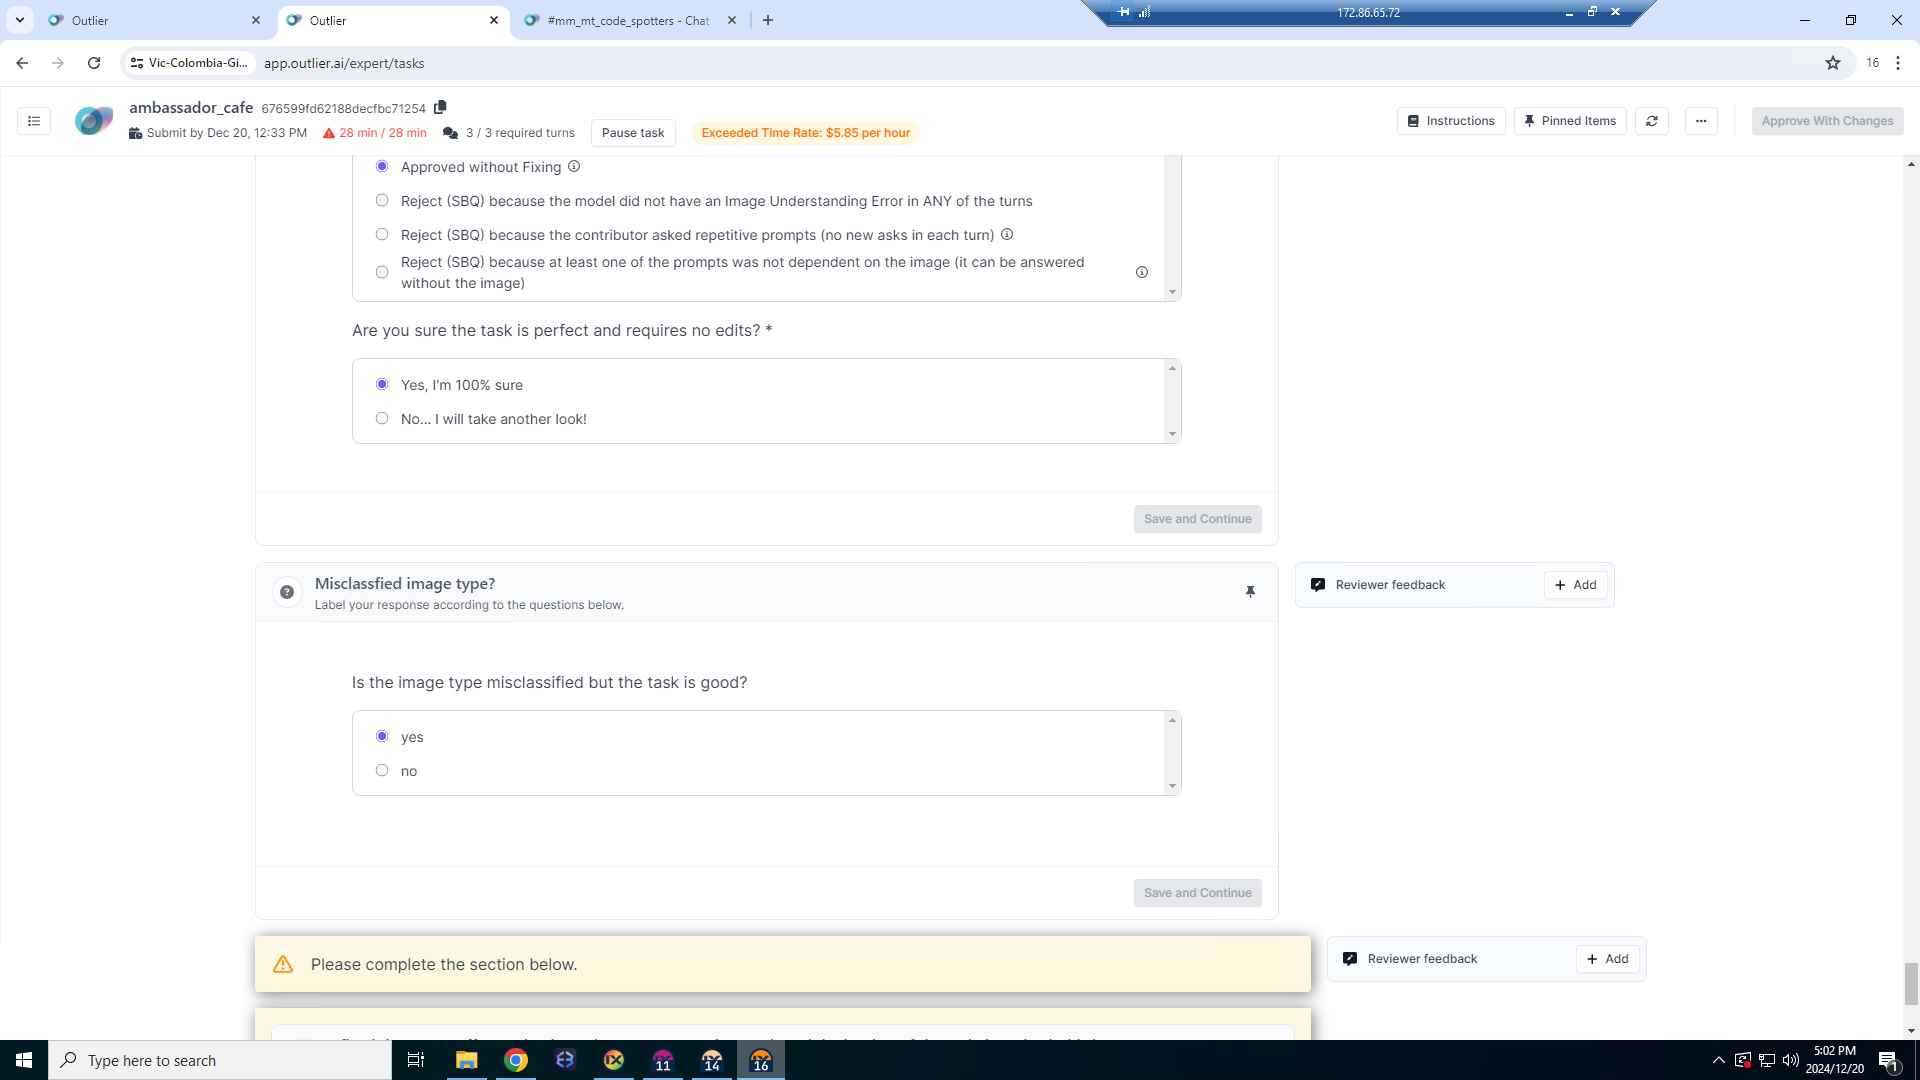 Outlier
Outlier
#mm_mt_code_spotters - Chat
172.86.65.72
Vic-Colombia-Gi...
app.outlier.ai/expert/tasks
16
ambassador_cafe 676599fd62188decfbc71254
Submit by Dec 20, 12:33 PM
28 min / 28 min
3 / 3 required turns
Pause task
Exceeded Time Rate: $5.85 per hour
Instructions
Pinned Items
Approve With Changes
Approved without Fixing
Reject (SBQ) because the model did not have an Image Understanding Error in ANY of the turns
Reject (SBQ) because the contributor asked repetitive prompts (no new asks in each turn)
Reject (SBQ) because at least one of the prompts was not dependent on the image (it can be answered
without the image)
Are you sure the task is perfect and requires no edits? *
Yes, I'm 100% sure
No... I will take another look!
Save and Continue
Misclassfied image type?
Label your response according to the questions below.
Reviewer feedback
Add
Is the image type misclassified but the task is good?
yes
no
Save and Continue
Please complete the section below.
Reviewer feedback
Add
Type here to search
11
14
16
5:02 PM
2024/12/20
1